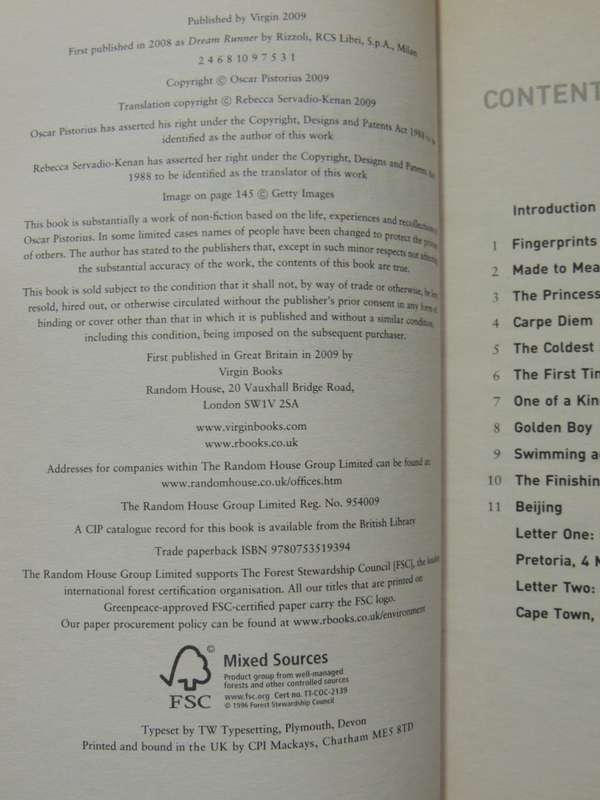 Published by Virgin 2009
First published in 2008 as Dream Runner by Rizzoli, RCS Libri, S.p.A., Milan
2 4 6 8 10 9 7 5 3 1
Copyright © Oscar Pistorius 2009
Translation copyright © Rebecca Servadio-Kenan 2009
Oscar Pistorius has asserted his right under the Copyright, Designs and Patents Act 1988 to be
identified as the author of this work
Rebecca Servadio-Kenan has asserted her right under the Copyright, Designs and Patents Act
1988 to be identified as the translator of this work
Image on page 145 © Getty Images
This book is substantially a work of non-fiction based on the life, experiences and recollections of
Oscar Pistorius. In some limited cases names of people have been changed to protect the privacy
of others. The author has stated to the publishers that, except in such minor respects not affecting
the substantial accuracy of the work, the contents of this book are true.
This book is sold subject to the condition that it shall not, by way of trade or otherwise, be lent,
resold, hired out, or otherwise circulated without the publisher's prior consent in any form of
binding or cover other than that in which it is published and without a similar condition,
including this condition, being imposed on the subsequent purchaser.
First published in Great Britain in 2009 by
Virgin Books
Random House, 20 Vauxhall Bridge Road,
London SW1V 2SA
www.virginbooks.com
www.rbooks.co.uk
Addresses for companies within The Random House Group Limited can be found at:
www.randomhouse.co.uk/offices.htm
The Random House Group Limited Reg. No. 954009
A CIP catalogue record for this book is available from the British Library
Trade paperback ISBN 9780753519394
The Random House Group Limited supports The Forest Stewardship Council [FSC], the leading
international forest certification organisation. All our titles that are printed on
Greenpeace-approved FSC-certified paper carry the FSC logo.
Our paper procurement policy can be found at www.rbooks.co.uk/environment
©
FSC
Mixed Sources
Product group from well-managed
forests and other controlled sources
www.fsc.org Cert no. TT-COC-2139
© 1996 Forest Stewardship Council
Typeset by TW Typesetting, Plymouth, Devon
Printed and bound in the UK by CPI Mackays, Chatham ME5 8TD
CONTENT
Introduction
1 Fingerprints
2 Made to Mea
3 The Princess
4 Carpe Diem
5 The Coldest
6 The First Tim
7 One of a Kin
8 Golden Boy
9 Swimming a
10 The Finishin
11 Beijing
Letter One:
Pretoria, 4 M
Letter Two:
Cape Town,